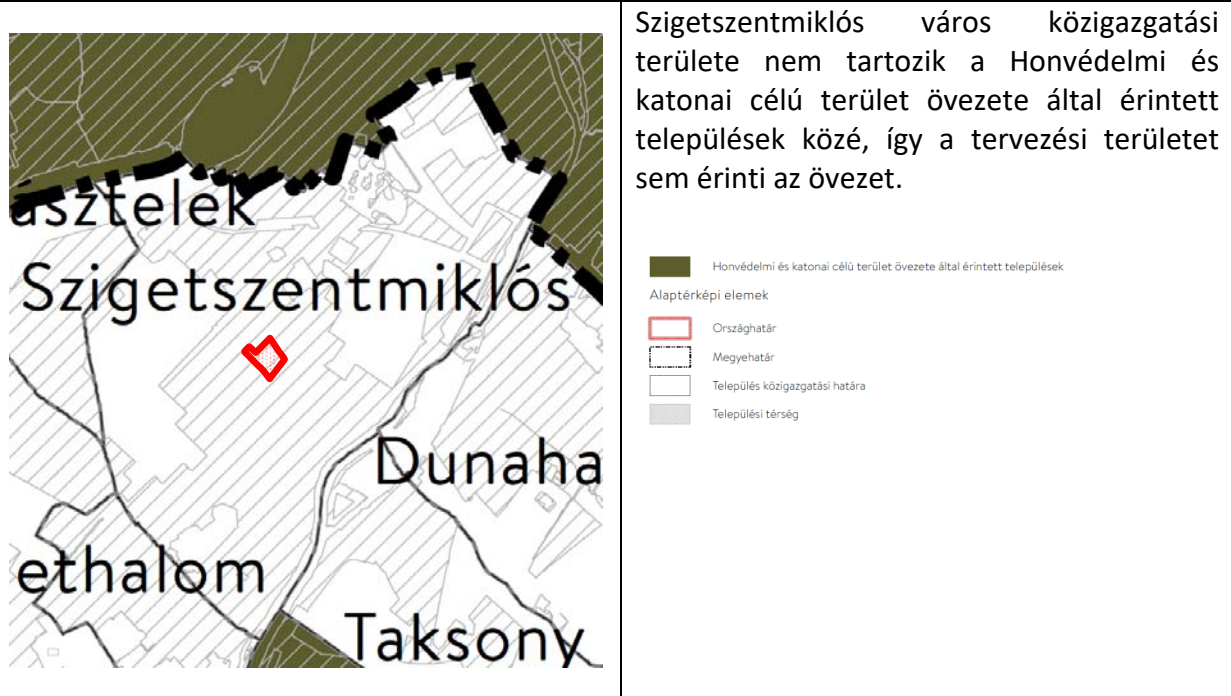 asztelek
Szigetszentmiklós
Dunaha
ethalom
Taksony
Szigetszentmiklós város közigazgatási
területe nem tartozik a Honvédelmi és
katonai célú terület övezete által érintett
települések közé, így a tervezési területet
sem érinti az övezet.
Honvédelmi és katonai célú terület övezete által érintett települések
Alaptérképi elemek
Országhatár
Megyehatár
Település közigazgatási határa
Települési térség